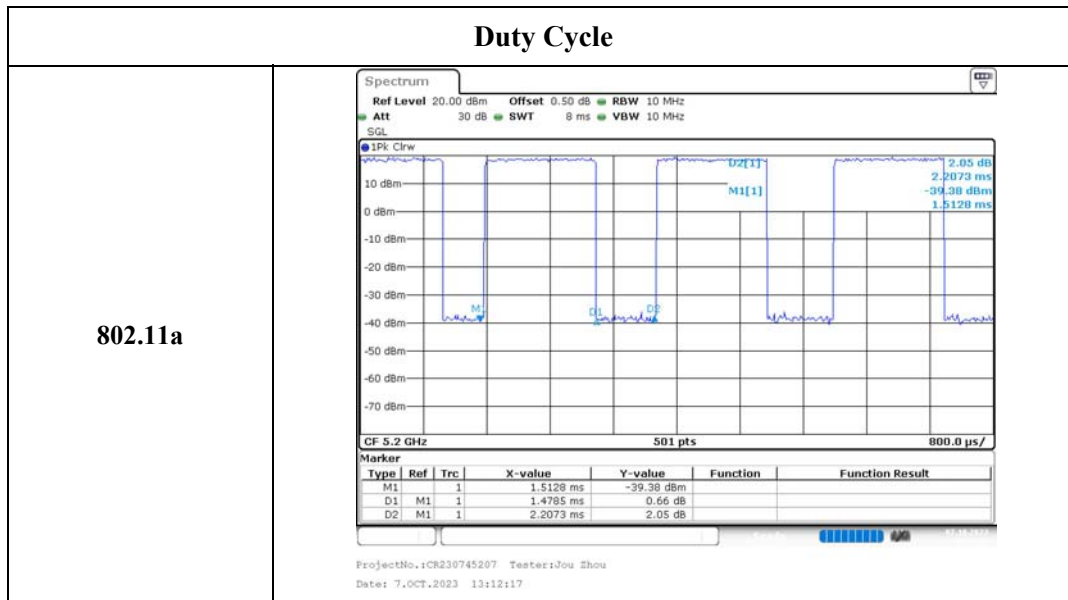 Duty Cycle
802.11a
Spectrum
Ref Level 20.00 dBm Offset 0.50 dB RBW 10 MHz
Att 30 dB SWT 8 ms VBW 10 MHz
SGL
1Pk Clrw
D2[1] 2.05 dB
2.2073 ms
M1[1] -39.38 dBm
1.5128 ms
10 dBm
0 dBm
-10 dBm
-20 dBm
-30 dBm
M1 D1 D2
-40 dBm
-50 dBm
-60 dBm
-70 dBm
CF 5.2 GHz 501 pts 800.0 µs/
Marker
Type Ref Trc X-value Y-value Function Function Result
M1 1 1.5128 ms -39.38 dBm
D1 M1 1 1.4785 ms 0.66 dB
D2 M1 1 2.2073 ms 2.05 dB
ProjectNo.:CR230745207 Tester:Jou Zhou
Date: 7.OCT.2023 13:12:17